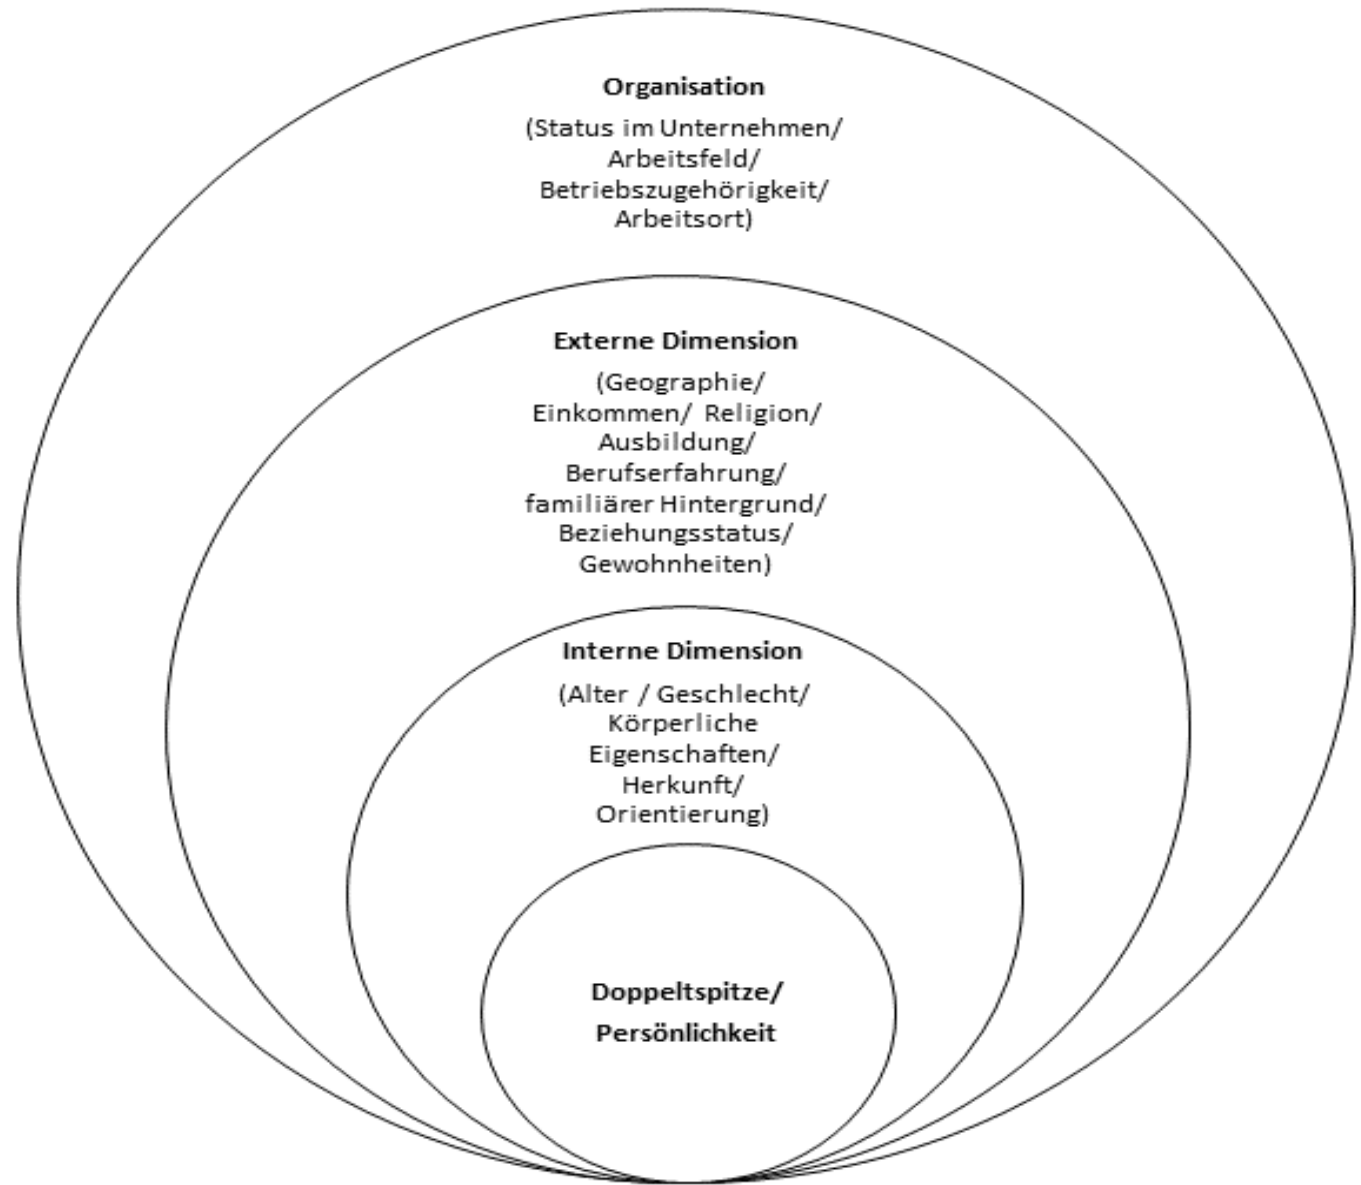 Organisation
(Status im Unternehmen/
Arbeitsfeld/
Betriebszugehörigkeit/
Arbeitsort)
Externe Dimension
(Geographie/
Einkommen/ Religion/
Ausbildung/
Berufserfahrung/
familiärer Hintergrund/
Beziehungsstatus/
Gewohnheiten)
Interne Dimension
(Alter / Geschlecht/
Körperliche
Eigenschaften/
Herkunft/
Orientierung)
Doppeltspitze/
Persönlichkeit